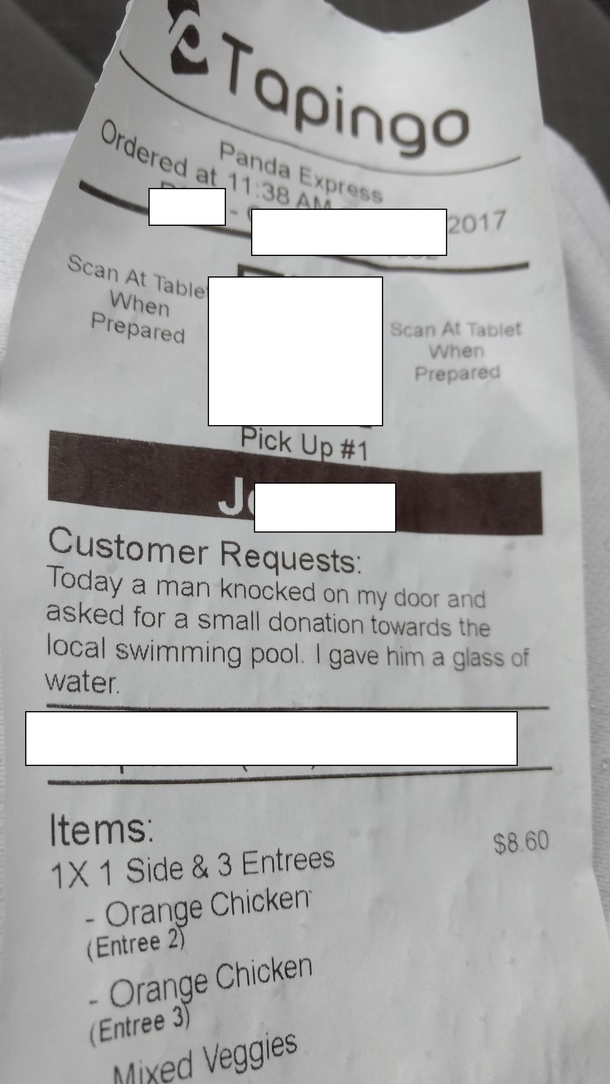 Tapingo
Panda Express
Ordered at 11:38 AM
- 2017
Scan At Tablet
When
Prepared
Scan At Tablet
When
Prepared
Pick Up #1
Customer Requests:
Today a man knocked on my door and
asked for a small donation towards the
local swimming pool. I gave him a glass of
water.
Items:
1X 1 Side & 3 Entrees $8.60
- Orange Chicken
(Entree 2)
- Orange Chicken
(Entree 3)
Mixed Veggies